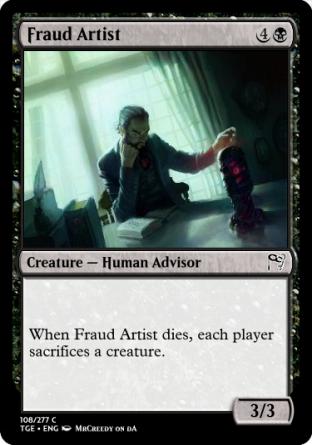 Fraud Artist 4
Creature — Human Advisor
When Fraud Artist dies, each player
sacrifices a creature.
108/277 C
TGE • ENG MrCreedy on dA
3/3